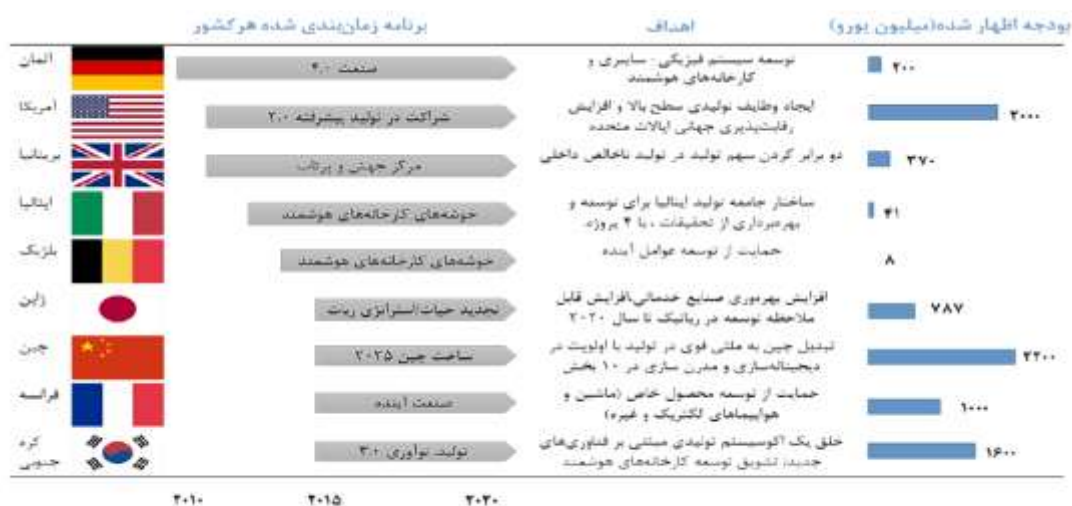 بودجه اظهار شده(میلیون یورو) اهداف برنامه زمان‌بندی شده هر کشور
آلمان
صنعت ۴.۰
توسعه سیستم فیزیکی - سایبری و
کارخانه‌های هوشمند
۲۰۰
آمریکا
شراکت در تولید پیشرفته ۲.۰
ایجاد وظایف تولیدی سطح بالا و افزایش
رقابت‌پذیری جهانی ایالات متحده
۲۰۰۰
بریتانیا
مرکز جهش و پرتاب
دو برابر کردن سهم تولید در تولید ناخالص داخلی
۲۷۰
ایتالیا
خوشه‌های کارخانه‌های هوشمند
ساختار جامعه تولید ایتالیا برای توسعه و
بهره‌برداری از تحقیقات ، با ۴ پروژه.
۴۱
بلژیک
خوشه‌های کارخانه‌های هوشمند
حمایت از توسعه عوامل آینده
۸
ژاپن
تجدید حیات/استراتژی ربات
افزایش بهره‌وری صنایع خدماتی،افزایش قابل
ملاحظه توسعه در رباتیک تا سال ۲۰۲۰
۷۸۷
چین
ساخت چین ۲۰۲۵
تبدیل چین به ملتی قوی در تولید با اولویت در
دیجیتاله‌سازی و مدرن سازی در ۱۰ بخش
۲۲۰۰
فرانسه
صنعت آینده
حمایت از توسعه محصول خاص (ماشین و
هواپیماهای الکتریک و غیره)
۱۰۰۰
کره
جنوبی
تولید، نوآوری ۳.۰
خلق یک اکوسیستم تولیدی مبتنی بر فناوری‌های
جدید؛ تشویق توسعه کارخانه‌های هوشمند
۱۶۰۰
۲۰۱۰ ۲۰۱۵ ۲۰۲۰